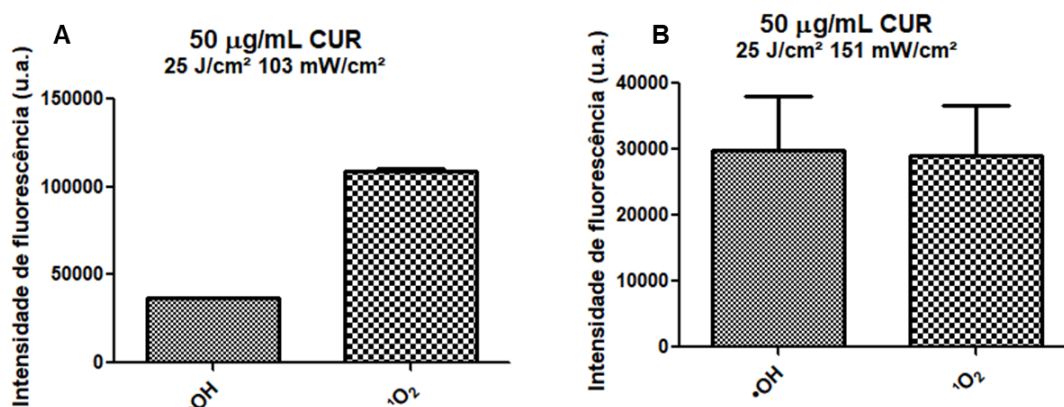 A
50 µg/mL CUR
25 J/cm² 103 mW/cm²
Intensidade de fluorescência (u.a.)
150000
100000
50000
0
OH
¹O₂
B
50 µg/mL CUR
25 J/cm² 151 mW/cm²
Intensidade de fluorescência (u.a.)
40000
30000
20000
10000
0
•OH
¹O₂